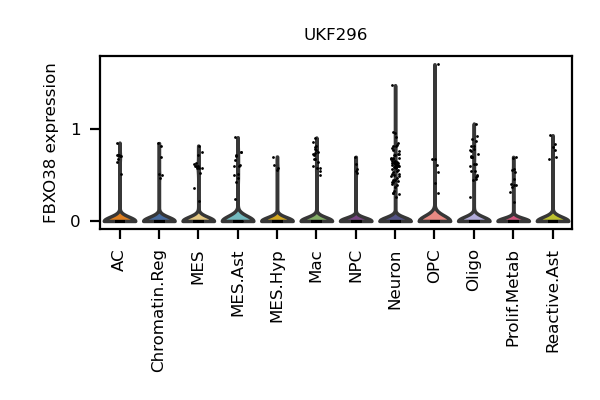 UKF296
FBXO38 expression
1
0
AC
Chromatin.Reg
MES
MES.Ast
MES.Hyp
Mac
NPC
Neuron
OPC
Oligo
Prolif.Metab
Reactive.Ast